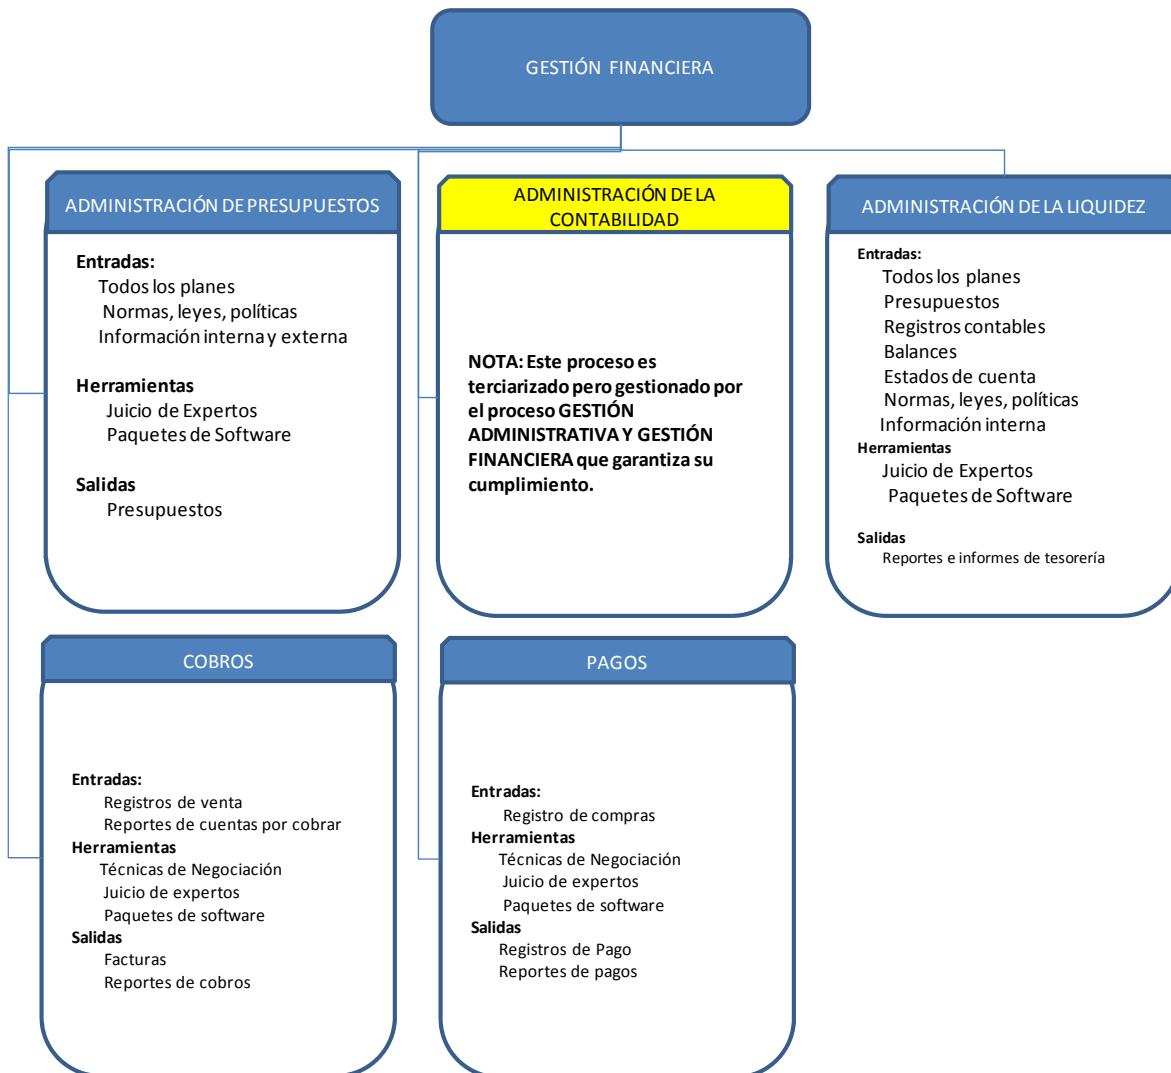 GESTIÓN FINANCIERA
ADMINISTRACIÓN DE PRESUPUESTOS
Entradas:
Todos los planes
Normas, leyes, políticas
Información interna y externa
Herramientas
Juicio de Expertos
Paquetes de Software
Salidas
Presupuestos
ADMINISTRACIÓN DE LA
CONTABILIDAD
NOTA: Este proceso es
terciarizado pero gestionado por
el proceso GESTIÓN
ADMINISTRATIVA Y GESTIÓN
FINANCIERA que garantiza su
cumplimiento.
ADMINISTRACIÓN DE LA LIQUIDEZ
Entradas:
Todos los planes
Presupuestos
Registros contables
Balances
Estados de cuenta
Normas, leyes, políticas
Información interna
Herramientas
Juicio de Expertos
Paquetes de Software
Salidas
Reportes e informes de tesorería
COBROS
Entradas:
Registros de venta
Reportes de cuentas por cobrar
Herramientas
Técnicas de Negociación
Juicio de expertos
Paquetes de software
Salidas
Facturas
Reportes de cobros
PAGOS
Entradas:
Registro de compras
Herramientas
Técnicas de Negociación
Juicio de expertos
Paquetes de software
Salidas
Registros de Pago
Reportes de pagos